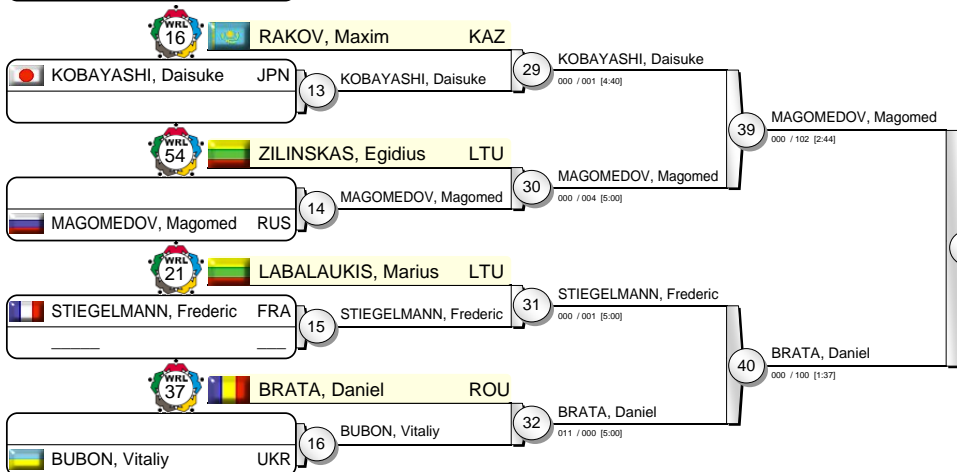 WRL
16
RAKOV, Maxim KAZ
KOBAYASHI, Daisuke JPN
13
KOBAYASHI, Daisuke
29
KOBAYASHI, Daisuke
000 / 001 [4:40]
39
MAGOMEDOV, Magomed
000 / 102 [2:44]
WRL
54
ZILINSKAS, Egidius LTU
14
MAGOMEDOV, Magomed
30
MAGOMEDOV, Magomed
000 / 004 [5:00]
MAGOMEDOV, Magomed RUS
WRL
21
LABALAUKIS, Marius LTU
STIEGELMANN, Frederic FRA
______ ___
15
STIEGELMANN, Frederic
31
STIEGELMANN, Frederic
000 / 001 [5:00]
40
BRATA, Daniel
000 / 100 [1:37]
WRL
37
BRATA, Daniel ROU
16
BUBON, Vitaliy
32
BRATA, Daniel
011 / 000 [5:00]
BUBON, Vitaliy UKR